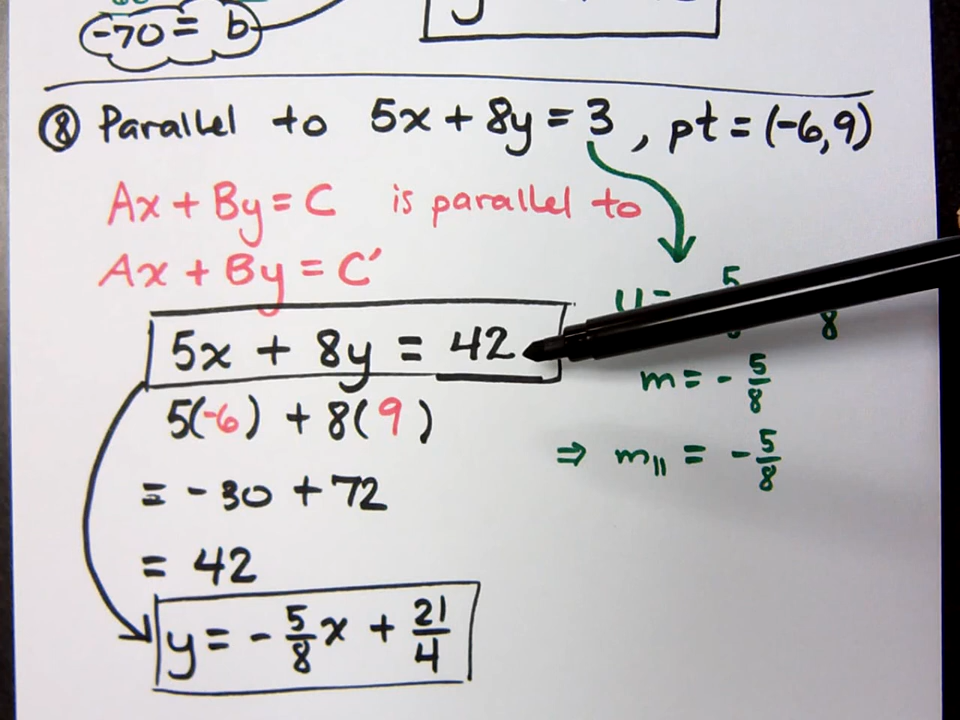 -70 = b
y
⑧ Parallel to 5x + 8y = 3, pt = (-6,9)
Ax + By = C is parallel to
Ax + By = C'
5x + 8y = 42
5(-6) + 8(9)
= -30 + 72
= 42
y = -5/8x + 21/4
m = -5/8
⇒ m|| = -5/8